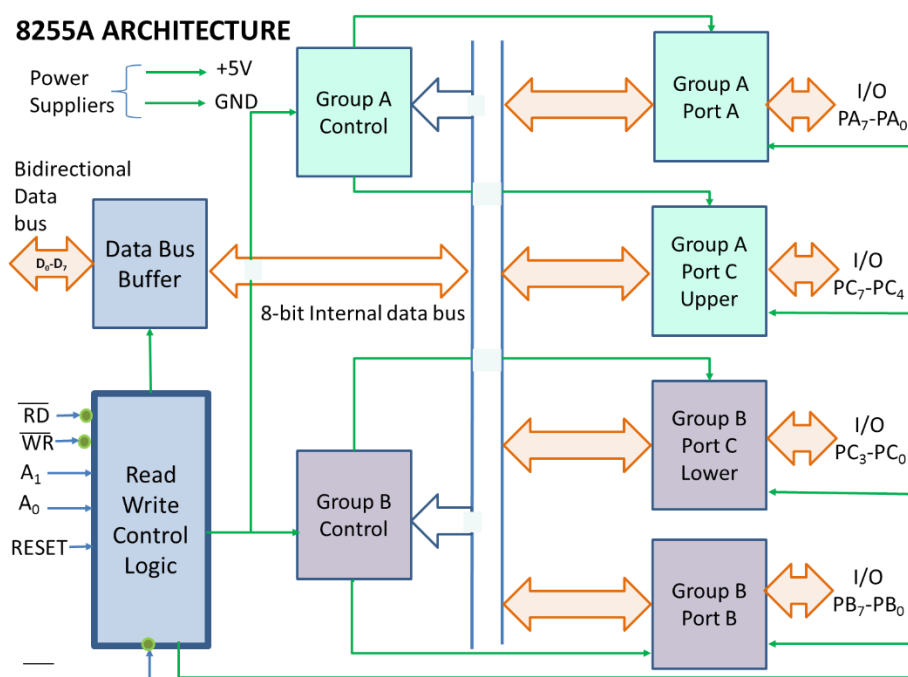 8255A ARCHITECTURE
Power
Suppliers
+5V
GND
Group A
Control
Group A
Port A
I/O
PA₇-PA₀
Bidirectional
Data
bus
D₀-D₇
Data Bus
Buffer
8-bit Internal data bus
Group A
Port C
Upper
I/O
PC₇-PC₄
R̅D̅
W̅R̅
A₁
A₀
RESET
Read
Write
Control
Logic
Group B
Control
Group B
Port C
Lower
I/O
PC₃-PC₀
Group B
Port B
I/O
PB₇-PB₀